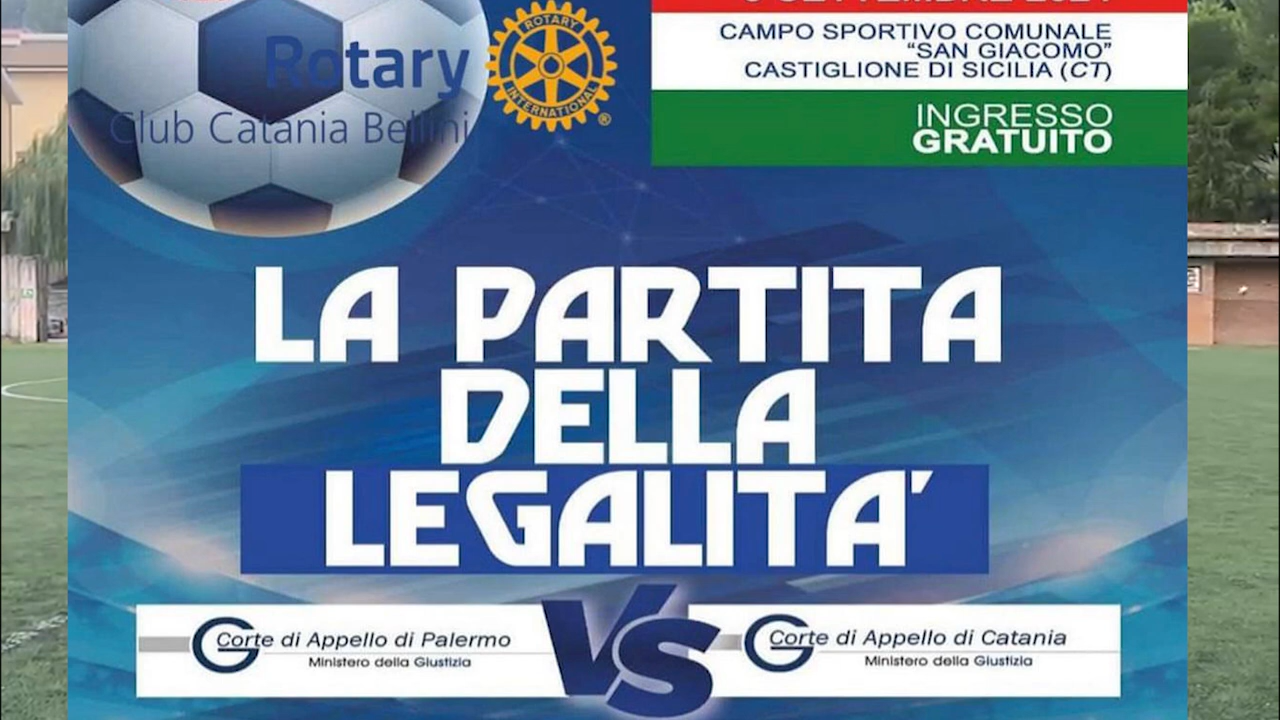 Rotary
Club Catania Bellini
ROTARY
INTERNATIONAL
®
CAMPO SPORTIVO COMUNALE
“SAN GIACOMO”
CASTIGLIONE DI SICILIA (CT)
INGRESSO
GRATUITO
LA PARTITA
DELLA
LEGALITA’
VS
Corte di Appello di Palermo
Ministero della Giustizia
Corte di Appello di Catania
Ministero della Giustizia